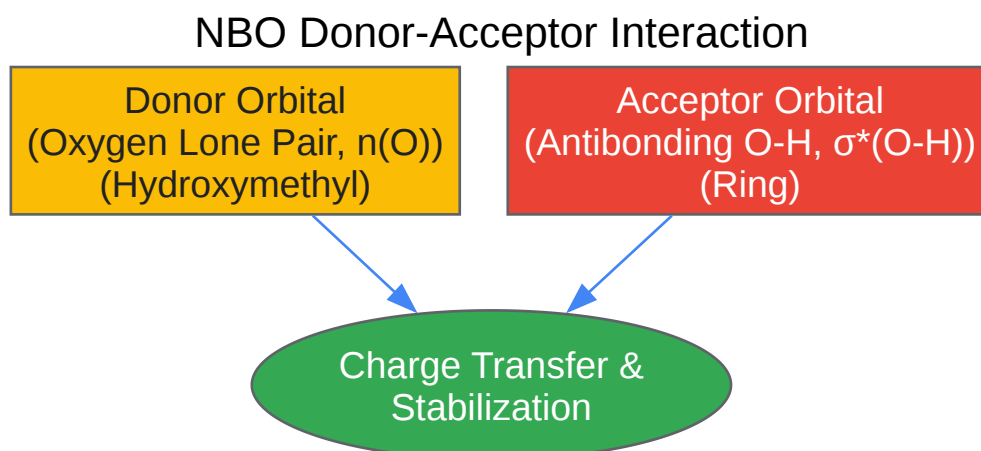 NBO Donor-Acceptor Interaction
Donor Orbital
(Oxygen Lone Pair, n(O))
(Hydroxymethyl)
Acceptor Orbital
(Antibonding O-H, σ*(O-H))
(Ring)
Charge Transfer &
Stabilization